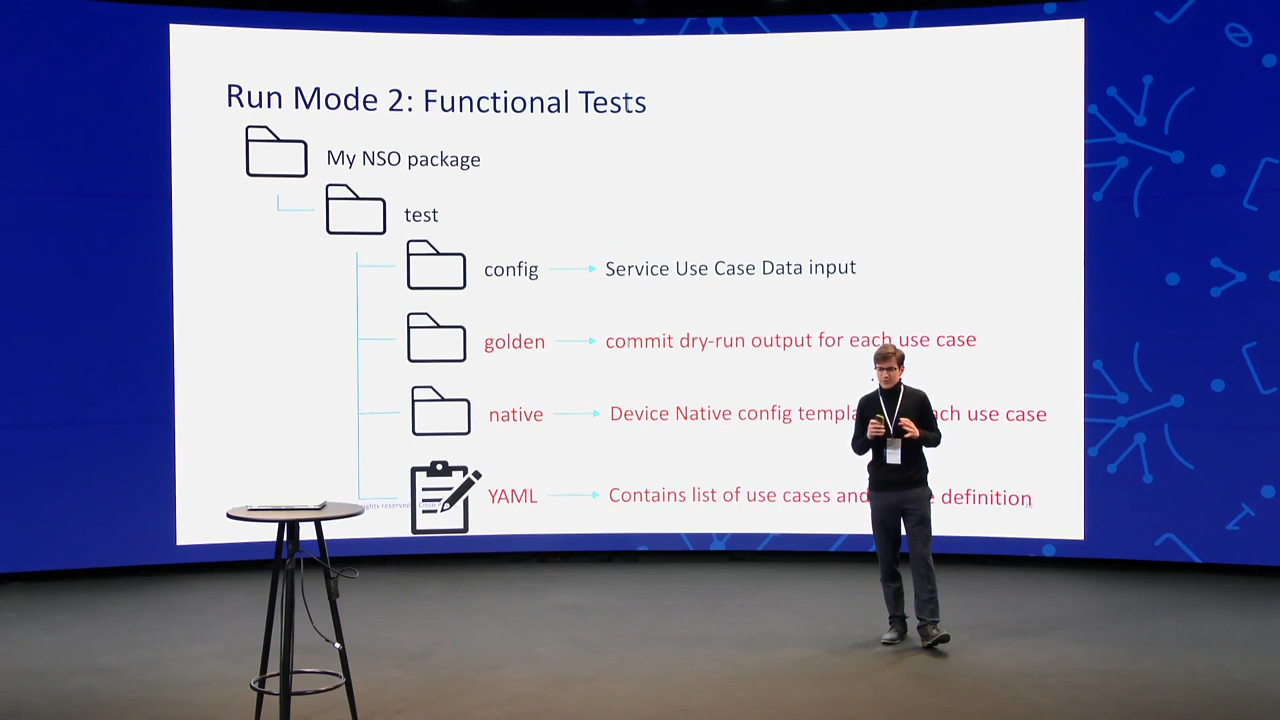 Run Mode 2: Functional Tests
My NSO package
test
config Service Use Case Data input
golden commit dry-run output for each use case
native Device Native config use case
YAML Contains list of use cases and definition
reserved